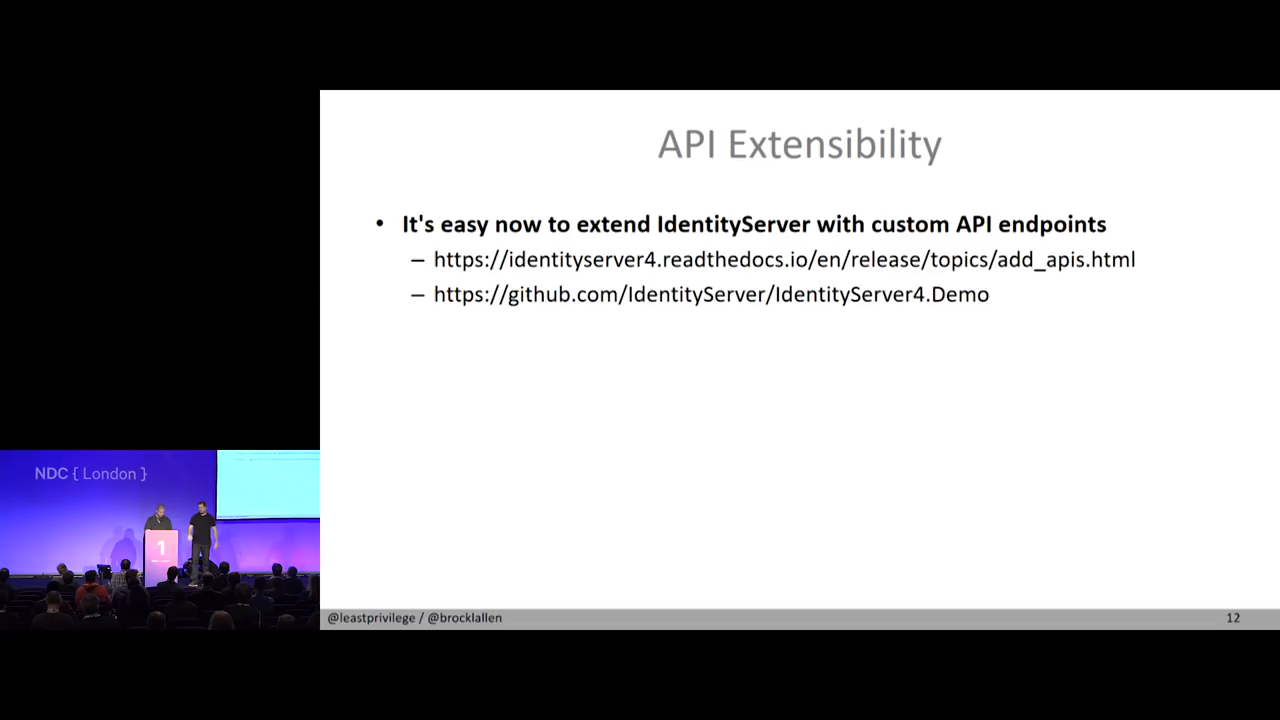 API Extensibility
• It's easy now to extend IdentityServer with custom API endpoints
– https://identityserver4.readthedocs.io/en/release/topics/add_apis.html
– https://github.com/IdentityServer/IdentityServer4.Demo
NDC { London }
1
@leastprivilege / @brocklallen
12